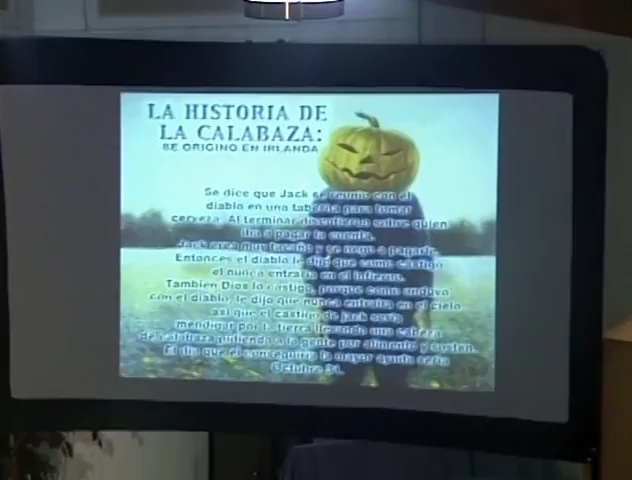 LA HISTORIA DE
LA CALABAZA:
SE ORIGINO EN IRLANDA
Se dice que Jack se reunio con el
diablo en una taberna para tomar
cerveza. Al terminar discutieron sobre quien
iba a pagar la cuenta.
Jack era muy tacaño y se nego a pagarle.
Entonces el diablo le dijo que como castigo
el nunca entraria en el infierno.
Tambien Dios lo castigo, porque como anduvo
con el diablo, le dijo que nunca entraria en el cielo
asi que el castigo de jack seria
mendigar por la tierra llevando una cabeza
de calabaza pidiendo a la gente por alimento y susten.
El dia que el conseguiria la mayor ayuda seria
Octubre 31.